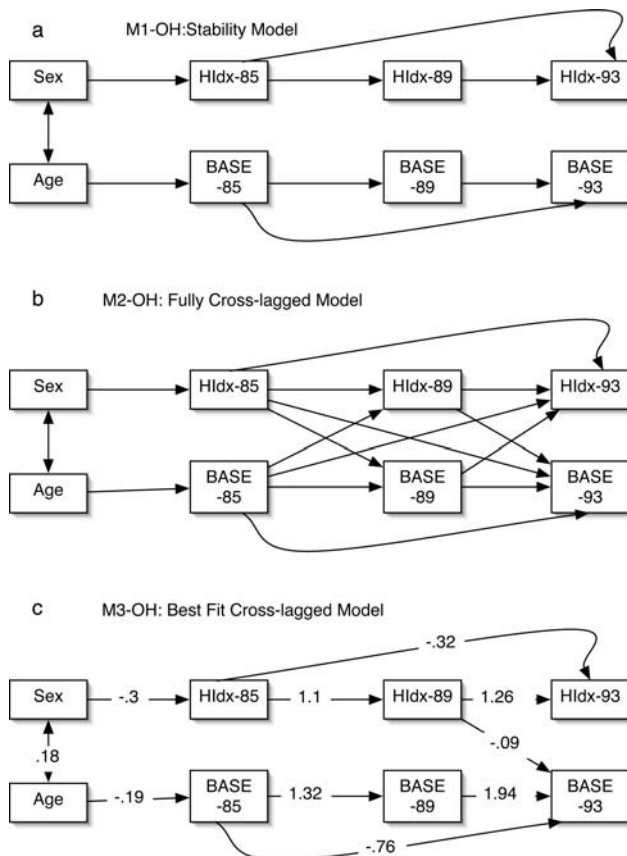 a
M1-OH:Stability Model
Sex
HIdx-85
HIdx-89
HIdx-93
Age
BASE
-85
BASE
-89
BASE
-93
b
M2-OH: Fully Cross-lagged Model
Sex
HIdx-85
HIdx-89
HIdx-93
Age
BASE
-85
BASE
-89
BASE
-93
c
M3-OH: Best Fit Cross-lagged Model
-.32
Sex
-.3
HIdx-85
1.1
HIdx-89
1.26
HIdx-93
.18
-.09
Age
-.19
BASE
-85
1.32
BASE
-89
1.94
BASE
-93
-.76